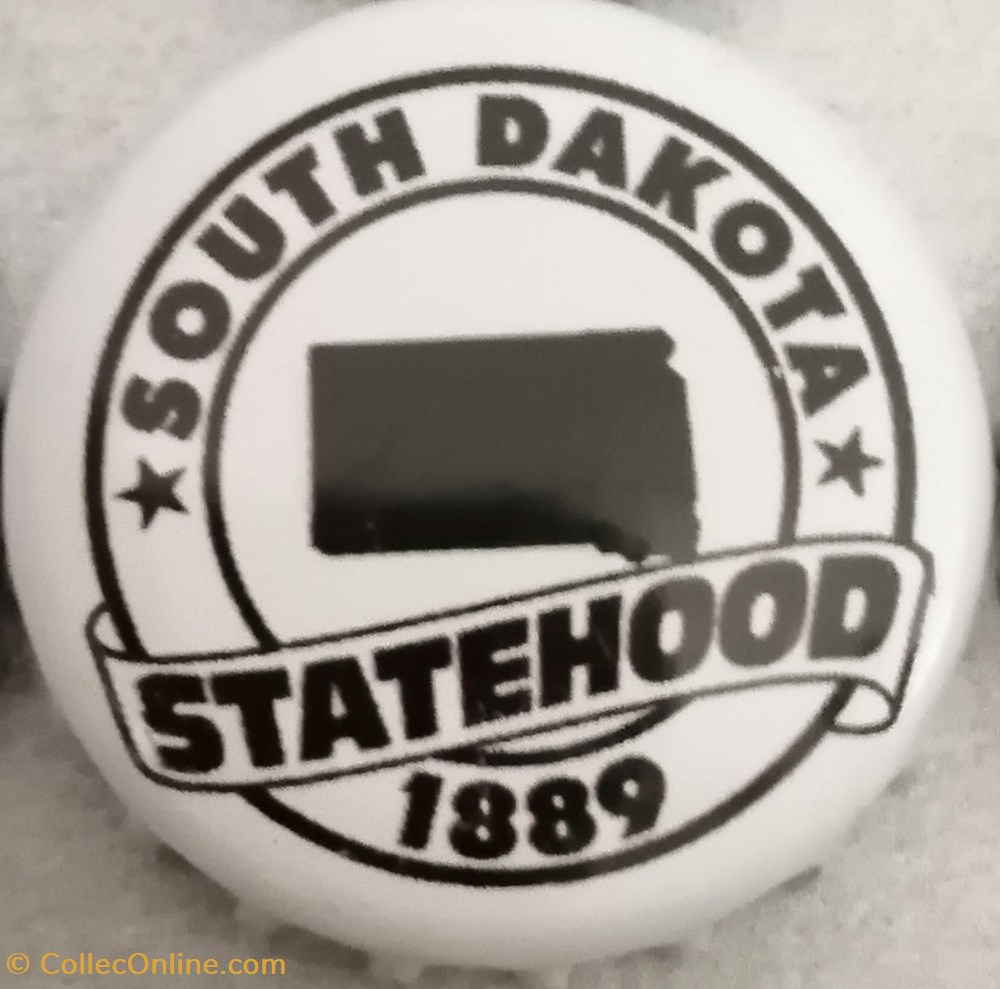 SOUTH DAKOTA
STATEHOOD
1889
© CollecOnline.com